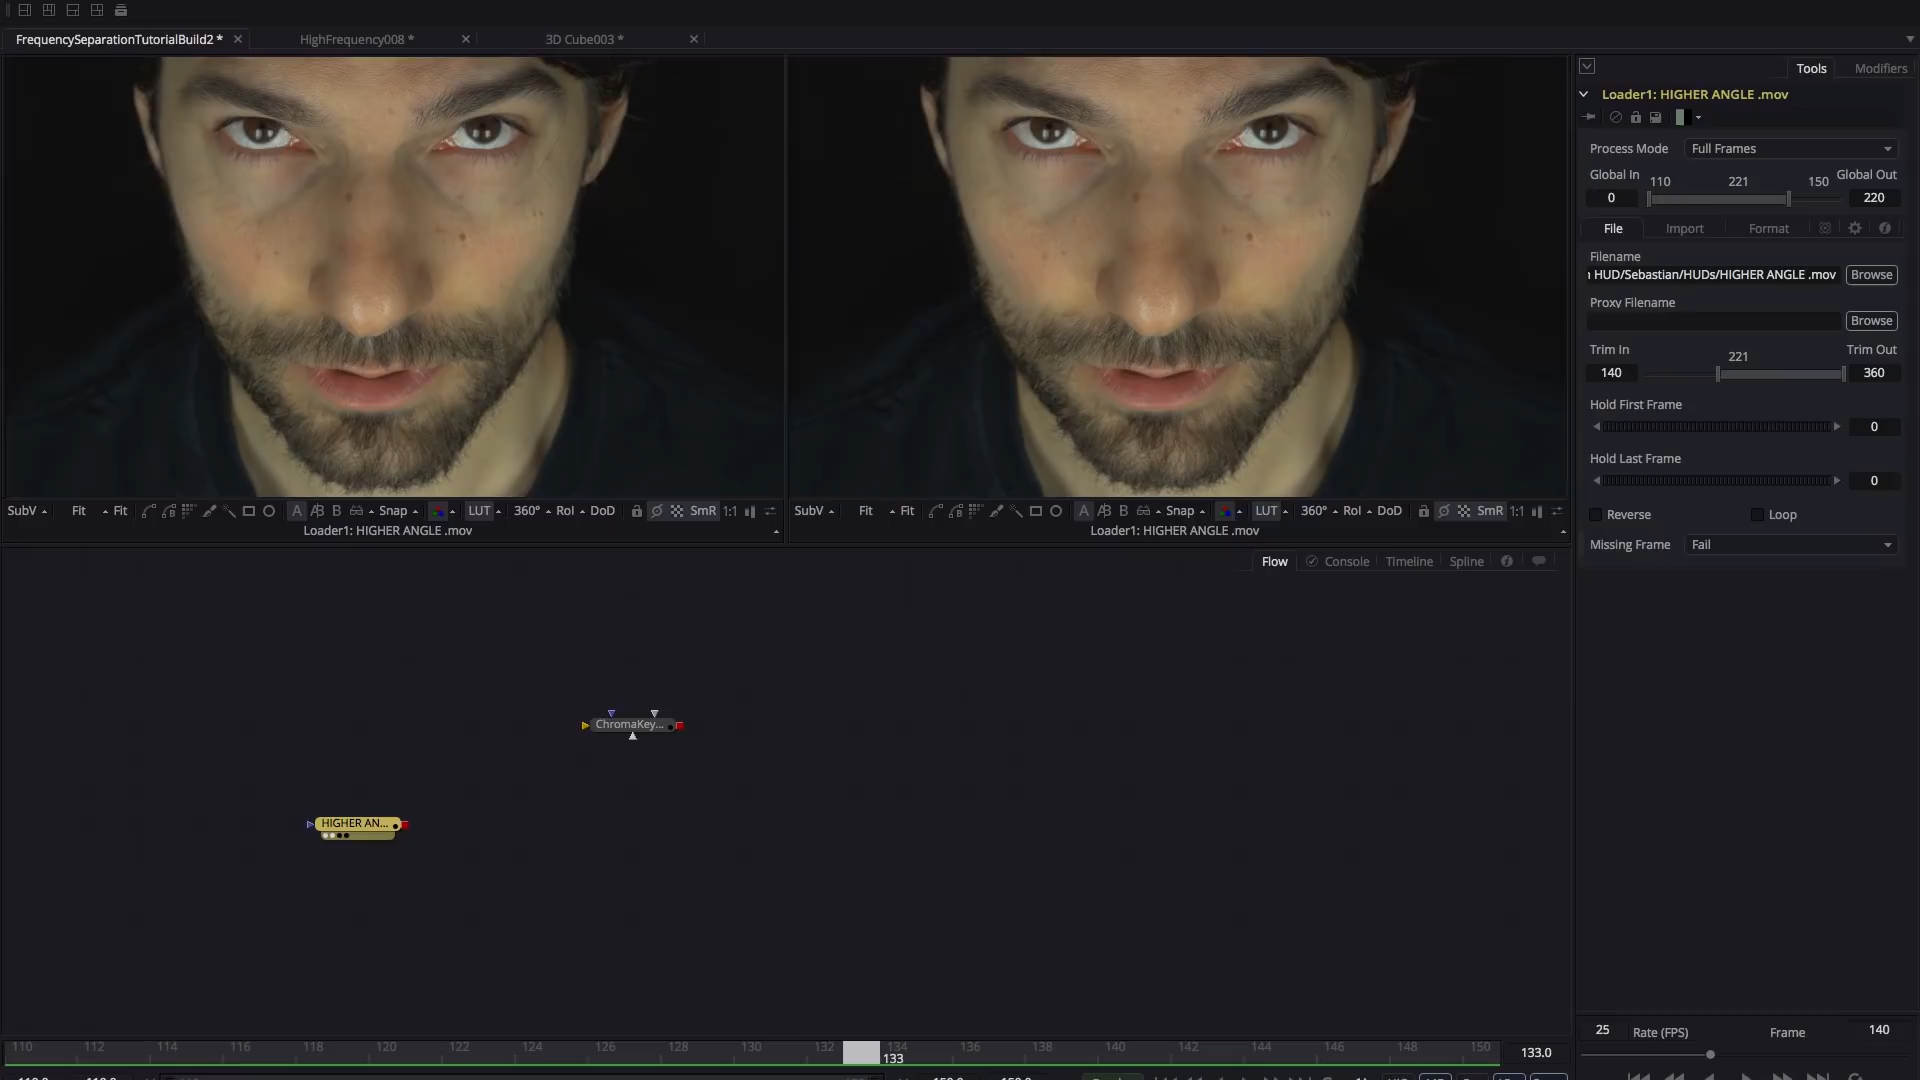 FrequencySeparationTutorialBuild2 *
HighFrequency008 *
3D Cube003 *
Tools
Modifiers
Loader1: HIGHER ANGLE .mov
Process Mode
Full Frames
Global In
110
221
150
Global Out
0
220
File
Import
Format
Filename
HUD/Sebastian/HUDs/HIGHER ANGLE .mov
Browse
Proxy Filename
Browse
Trim In
221
Trim Out
140
360
Hold First Frame
0
Hold Last Frame
0
Reverse
Loop
Missing Frame
Fail
SubV
Fit
Fit
A
B
Snap
LUT
360°
RoI
DoD
SmR
1:1
SubV
Fit
Fit
A
B
Snap
LUT
360°
RoI
DoD
SmR
1:1
Loader1: HIGHER ANGLE .mov
Loader1: HIGHER ANGLE .mov
Flow
Console
Timeline
Spline
ChromaKey...
HIGHER AN...
25
Rate (FPS)
Frame
140
110 112 114 116 118 120 122 124 126 128 130 132 134 136 138 140 142 144 146 148 150
133
133.0